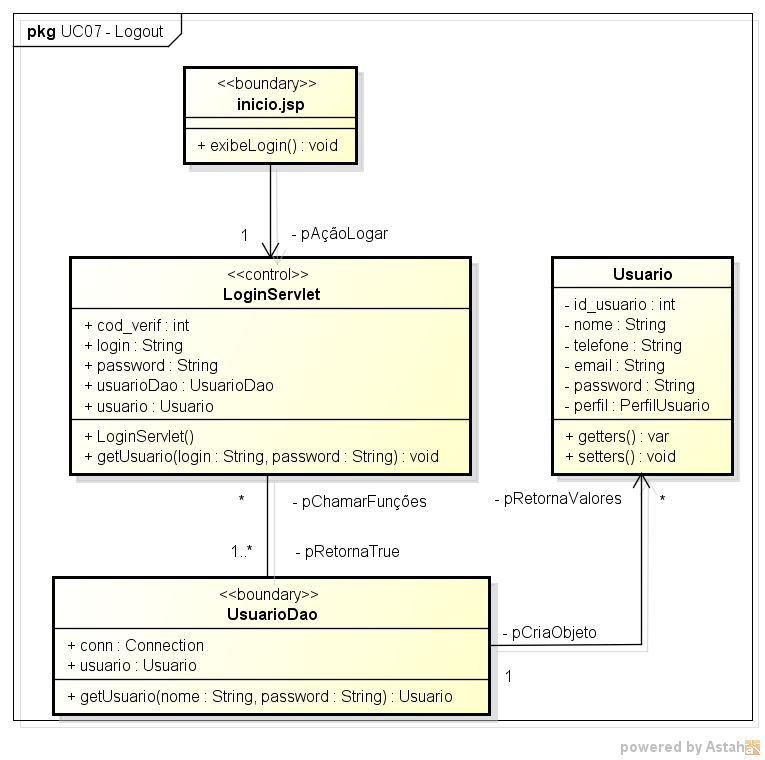 pkg UC07 - Logout
<<boundary>>
inicio.jsp
+ exibeLogin() : void
1
- pAçãoLogar
<<control>>
LoginServlet
+ cod_verif : int
+ login : String
+ password : String
+ usuarioDao : UsuarioDao
+ usuario : Usuario
+ LoginServlet()
+ getUsuario(login : String, password : String) : void
Usuario
- id_usuario : int
- nome : String
- telefone : String
- email : String
- password : String
- perfil : PerfilUsuario
+ getters() : var
+ setters() : void
*
- pChamarFunções
- pRetornaValores
*
1..*
- pRetornaTrue
<<boundary>>
UsuarioDao
+ conn : Connection
+ usuario : Usuario
+ getUsuario(nome : String, password : String) : Usuario
- pCriaObjeto
1
powered by Astah